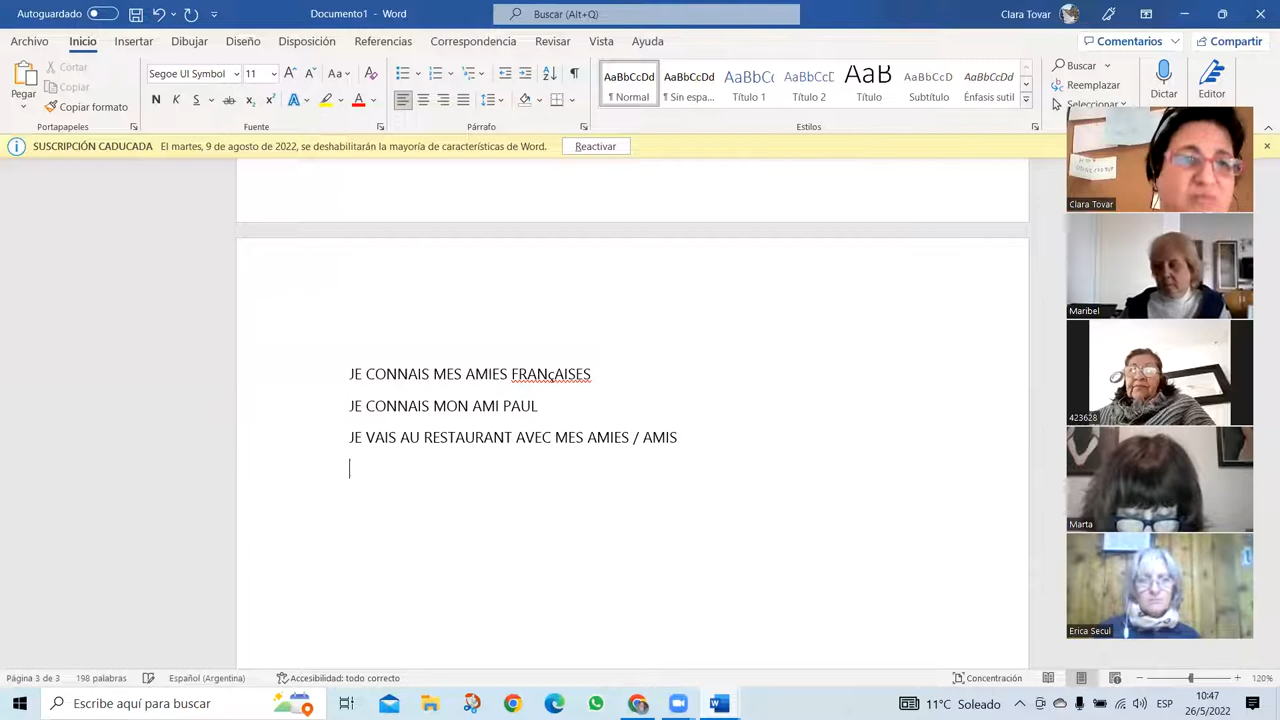 Autoguardado
Documento1 - Word
Buscar (Alt+Q)
Clara Tovar
Archivo Inicio Insertar Dibujar Diseño Disposición Referencias Correspondencia Revisar Vista Ayuda
Comentarios
Compartir
Pegar
Cortar
Copiar
Copiar formato
Portapapeles
Segoe UI Symbol 11
N K S
Fuente
Párrafo
AaBbCcDd AaBbCcDd AaBbCc AaBbCcD AaB AaBbCcD AaBbCcDd
¶ Normal ¶ Sin espa... Título 1 Título 2 Título Subtítulo Énfasis sutil
Estilos
Buscar
Reemplazar
Seleccionar
Dictar
Editor
SUSCRIPCIÓN CADUCADA El martes, 9 de agosto de 2022, se deshabilitarán la mayoría de características de Word. Reactivar
JE CONNAIS MES AMIES FRANçAISES
JE CONNAIS MON AMI PAUL
JE VAIS AU RESTAURANT AVEC MES AMIES / AMIS
Clara Tovar
Maribel
423628
Marta
Erica Secul
Página 3 de 3 198 palabras Español (Argentina) Accesibilidad: todo correcto
Concentración
120%
Escribe aquí para buscar
11°C Soleado
ESP
10:47
26/5/2022